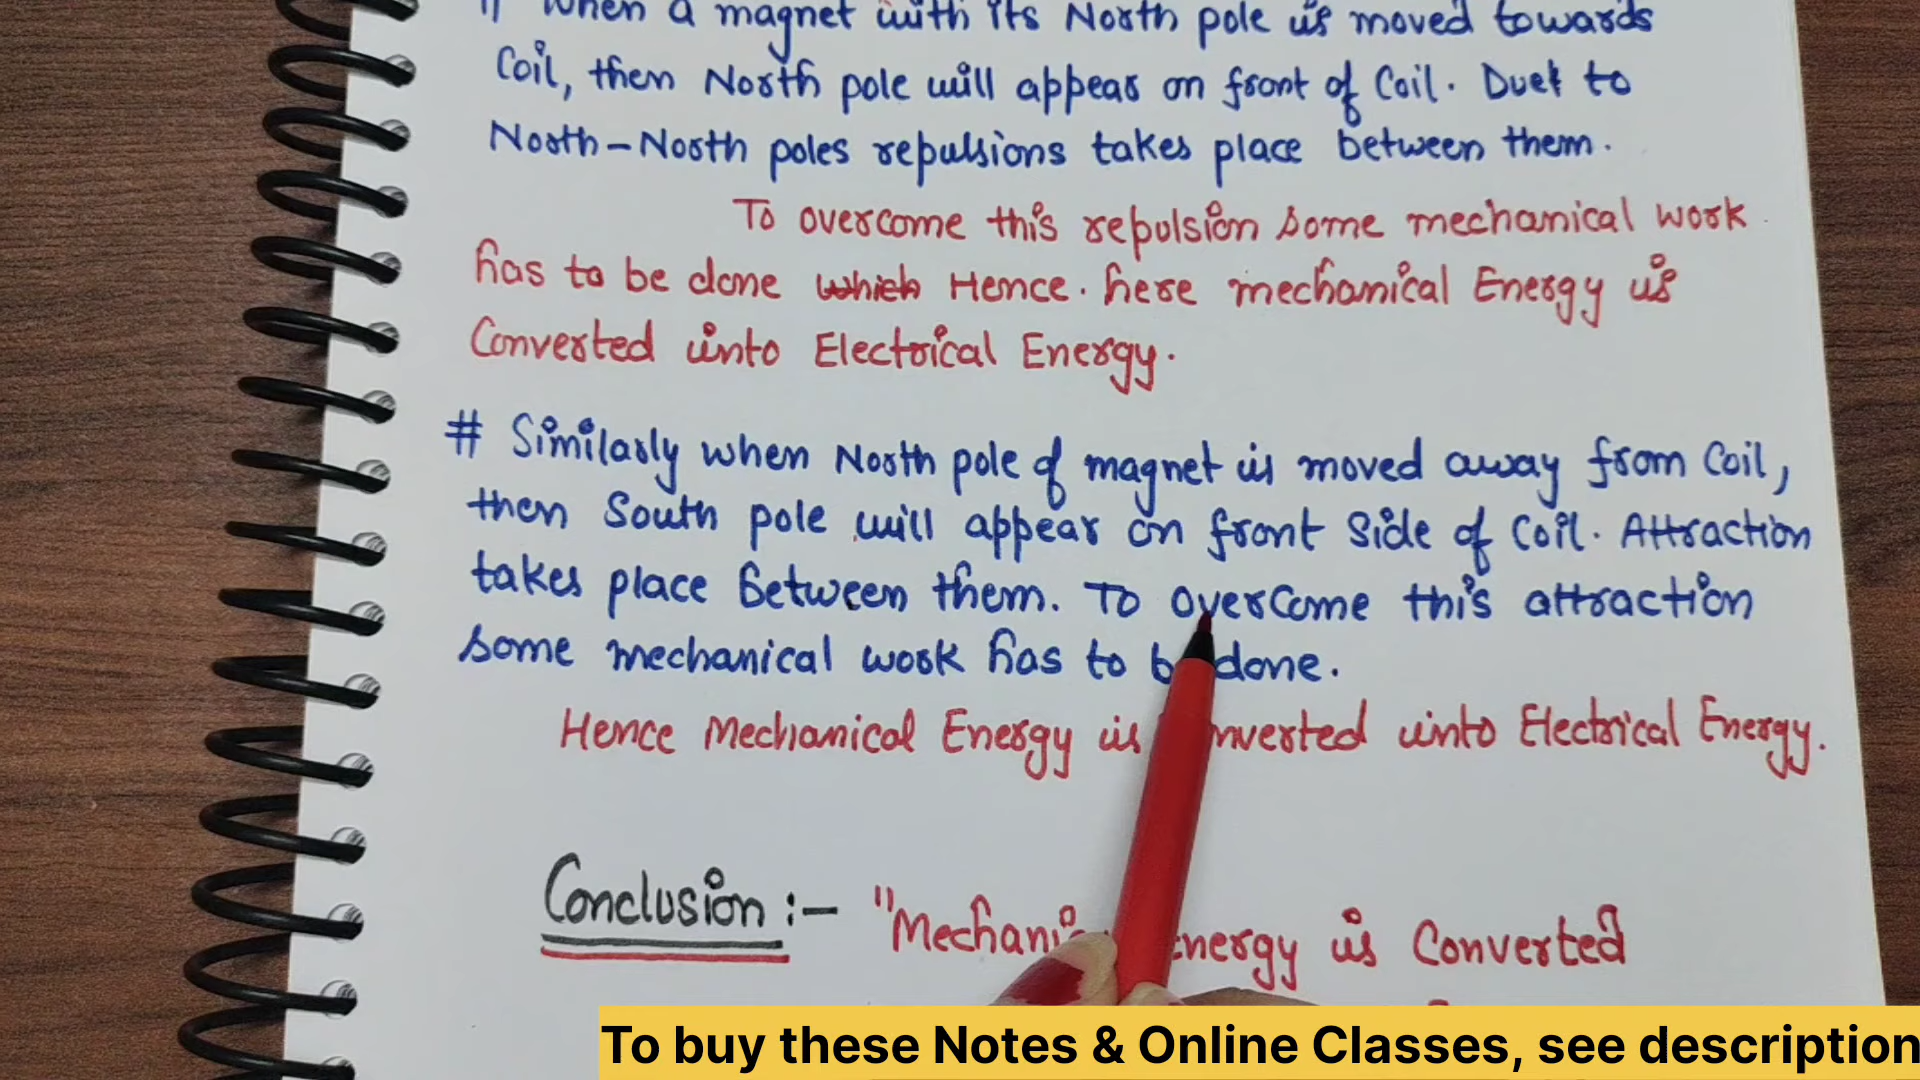 When a magnet with its North pole is moved towards
Coil, then North pole will appear on front of Coil. Due to
North-North poles repulsions takes place between them.
To overcome this repulsion some mechanical work
has to be done which Hence. here mechanical Energy is
Converted into Electrical Energy.
# Similarly when North pole of magnet is moved away from Coil,
then South pole will appear on front Side of Coil. Attraction
takes place between them. To overcome this attraction
some mechanical work has to be done.
Hence Mechanical Energy is Converted into Electrical Energy.
Conclusion :- "Mechanical Energy is Converted
To buy these Notes & Online Classes, see description